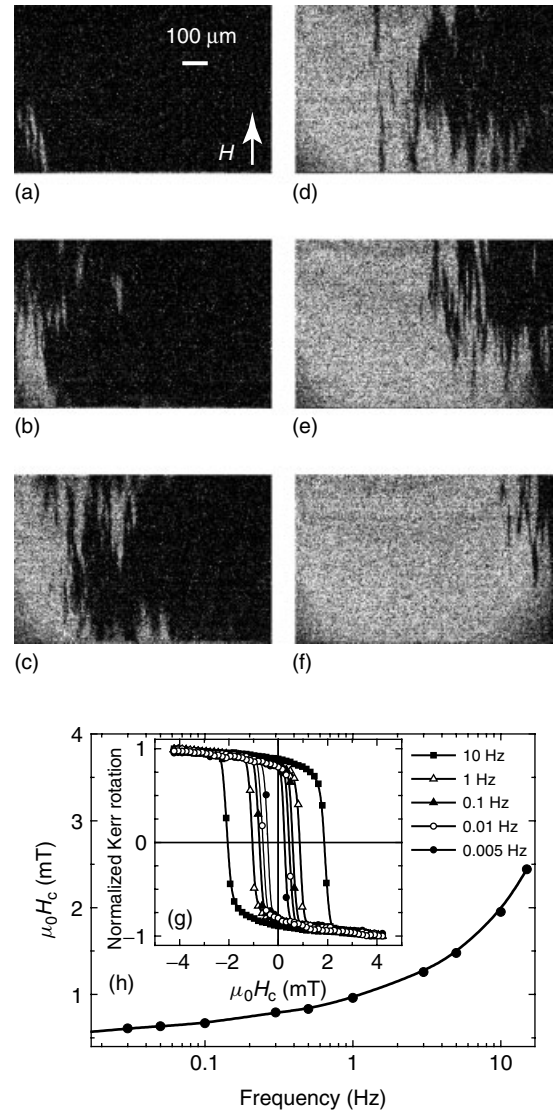 100 μm
H
(a)
(d)
(b)
(e)
(c)
(f)
4
3
2
1
μ₀Hc (mT)
1
0
−1
Normalized Kerr rotation
(g)
−4
−2
0
2
4
μ₀Hc (mT)
10 Hz
1 Hz
0.1 Hz
0.01 Hz
0.005 Hz
(h)
0.1
1
10
Frequency (Hz)